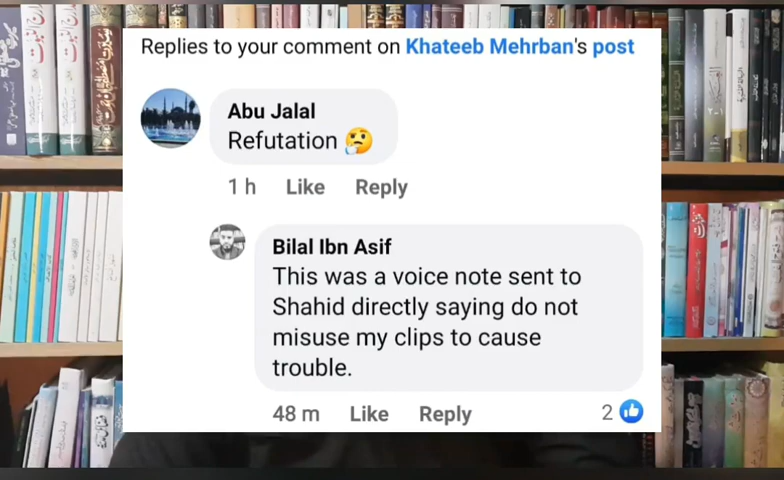 Replies to your comment on Khateeb Mehrban's post
Abu Jalal
Refutation 🤔
1 h Like Reply
Bilal Ibn Asif
This was a voice note sent to
Shahid directly saying do not
misuse my clips to cause
trouble.
48 m Like Reply 2